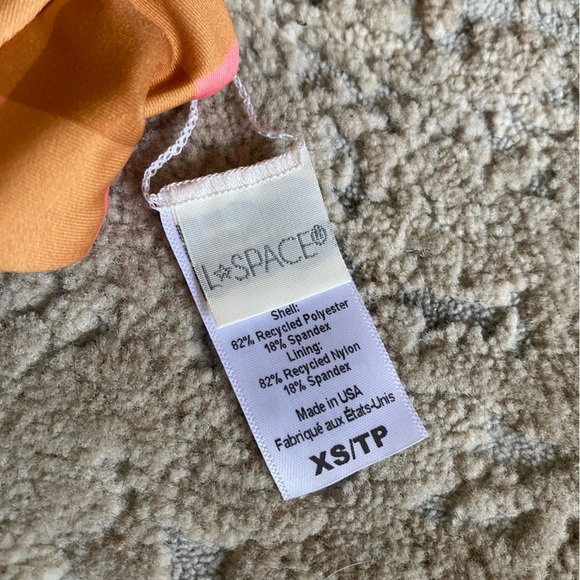 L☆SPACE®
Shell:
82% Recycled Polyester
18% Spandex
Lining:
82% Recycled Nylon
18% Spandex
Made in USA
Fabriqué aux États-Unis
XS/TP